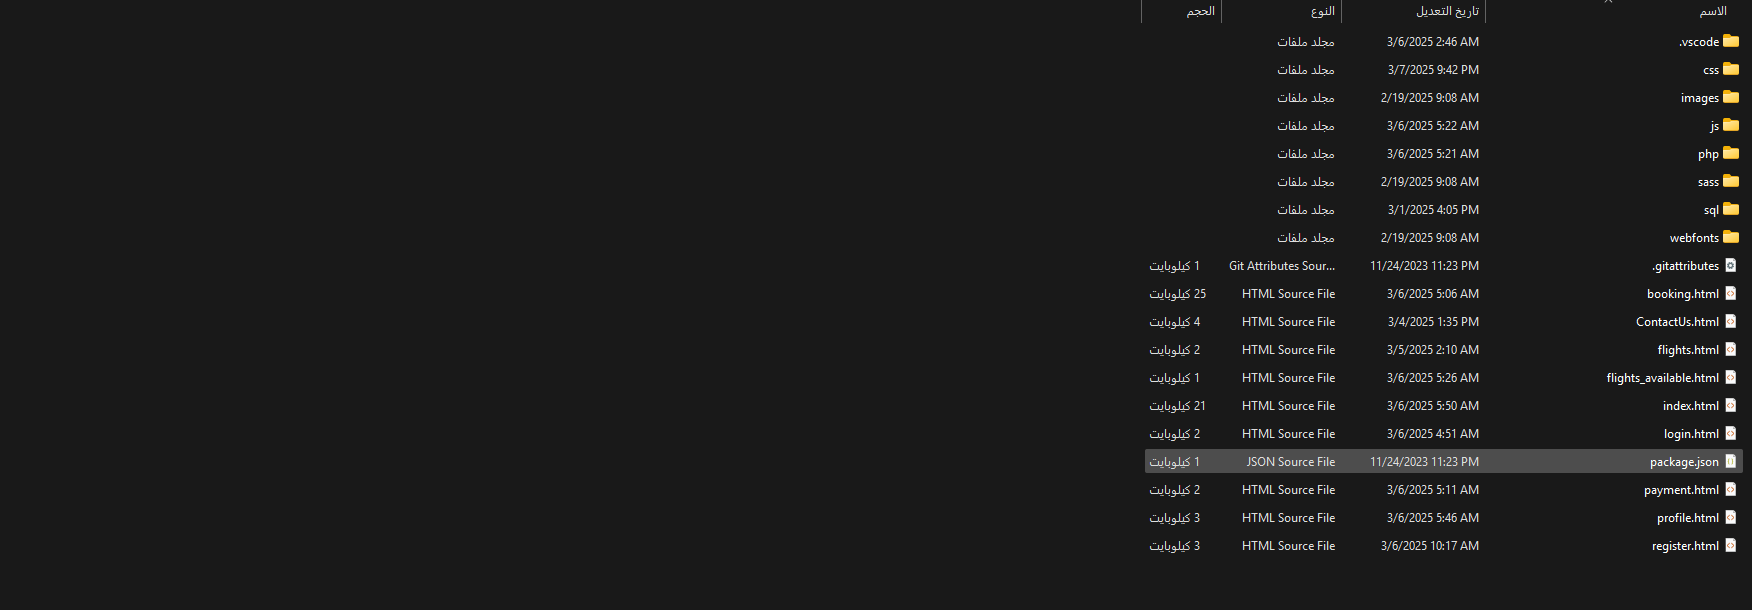 الاسم تاريخ التعديل النوع الحجم
.vscode 3/6/2025 2:46 AM مجلد ملفات
css 3/7/2025 9:42 PM مجلد ملفات
images 2/19/2025 9:08 AM مجلد ملفات
js 3/6/2025 5:22 AM مجلد ملفات
php 3/6/2025 5:21 AM مجلد ملفات
sass 2/19/2025 9:08 AM مجلد ملفات
sql 3/1/2025 4:05 PM مجلد ملفات
webfonts 2/19/2025 9:08 AM مجلد ملفات
.gitattributes 11/24/2023 11:23 PM Git Attributes Sour... 1 كيلوبايت
booking.html 3/6/2025 5:06 AM HTML Source File 25 كيلوبايت
ContactUs.html 3/4/2025 1:35 PM HTML Source File 4 كيلوبايت
flights.html 3/5/2025 2:10 AM HTML Source File 2 كيلوبايت
flights_available.html 3/6/2025 5:26 AM HTML Source File 1 كيلوبايت
index.html 3/6/2025 5:50 AM HTML Source File 21 كيلوبايت
login.html 3/6/2025 4:51 AM HTML Source File 2 كيلوبايت
package.json 11/24/2023 11:23 PM JSON Source File 1 كيلوبايت
payment.html 3/6/2025 5:11 AM HTML Source File 2 كيلوبايت
profile.html 3/6/2025 5:46 AM HTML Source File 3 كيلوبايت
register.html 3/6/2025 10:17 AM HTML Source File 3 كيلوبايت